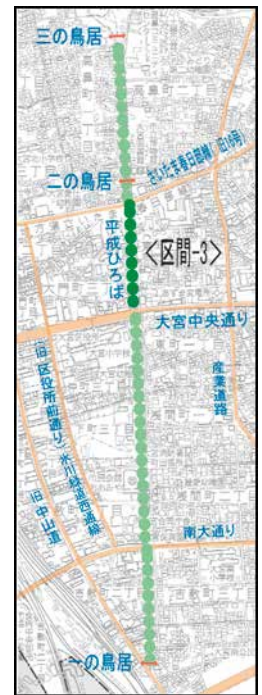 三の鳥居
さいたま春日部線(旧16号)
二の鳥居
平成ひろば
<区間-3>
大宮中央通り
産業道路
(旧区役所前通り)氷川緑道西通線
旧中山道
南大通り
一の鳥居